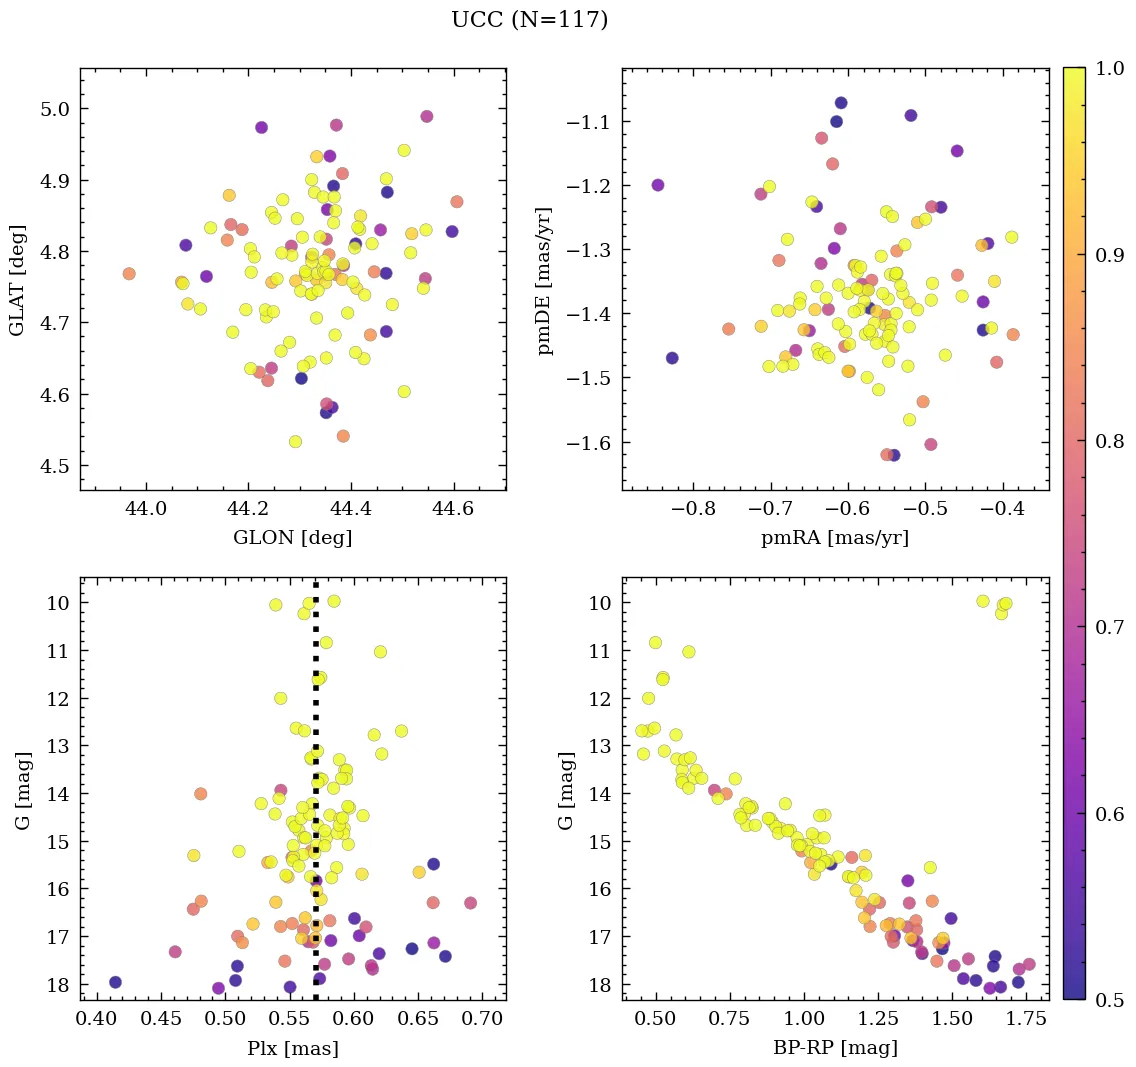 UCC (N=117)
5.0
4.9
4.8
4.7
4.6
4.5
GLAT [deg]
44.0 44.2 44.4 44.6
GLON [deg]
−1.1
−1.2
−1.3
−1.4
−1.5
−1.6
pmDE [mas/yr]
−0.8 −0.7 −0.6 −0.5 −0.4
pmRA [mas/yr]
10
11
12
13
14
15
16
17
18
G [mag]
0.40 0.45 0.50 0.55 0.60 0.65 0.70
Plx [mas]
10
11
12
13
14
15
16
17
18
G [mag]
0.50 0.75 1.00 1.25 1.50 1.75
BP-RP [mag]
1.0
0.9
0.8
0.7
0.6
0.5